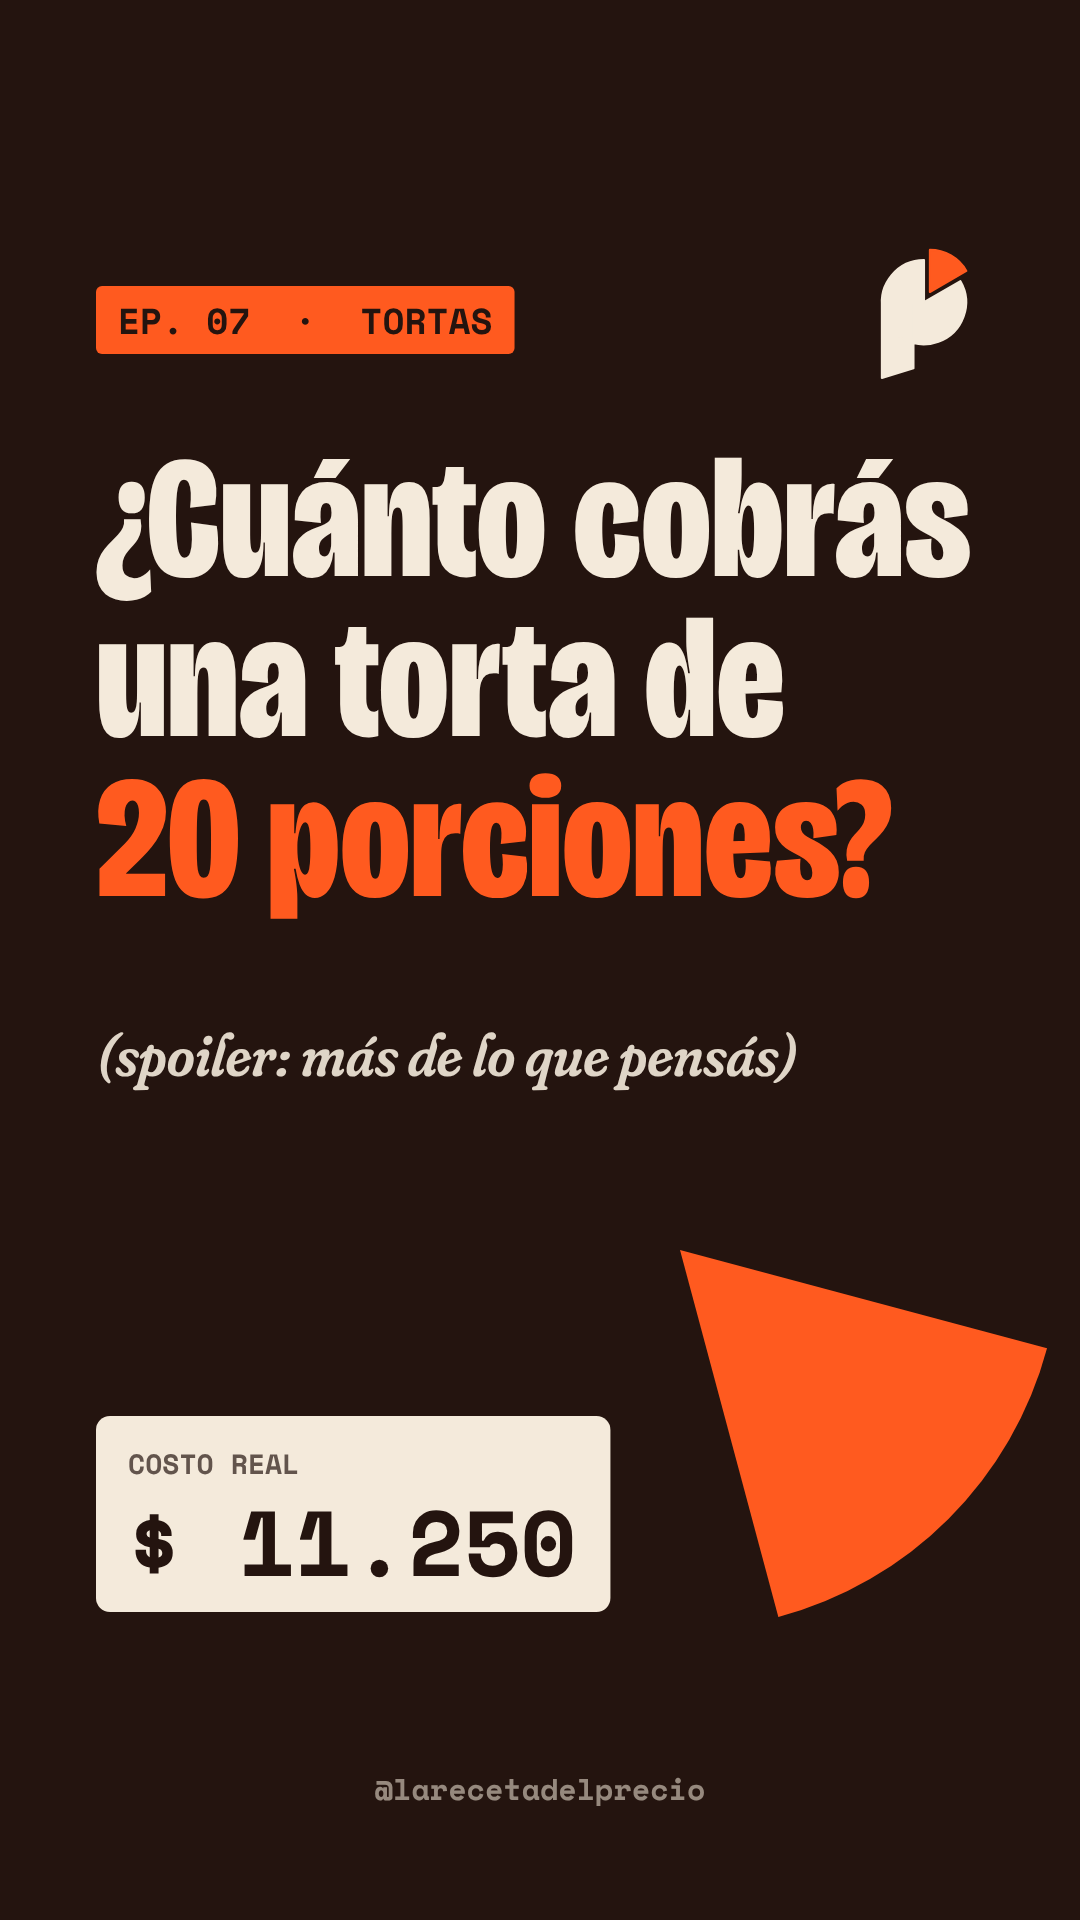 EP. 07 · TORTAS
¿Cuánto cobrás
una torta de
20 porciones?
(spoiler: más de lo que pensás)
COSTO REAL
$ 11.250
@larecetadelprecio